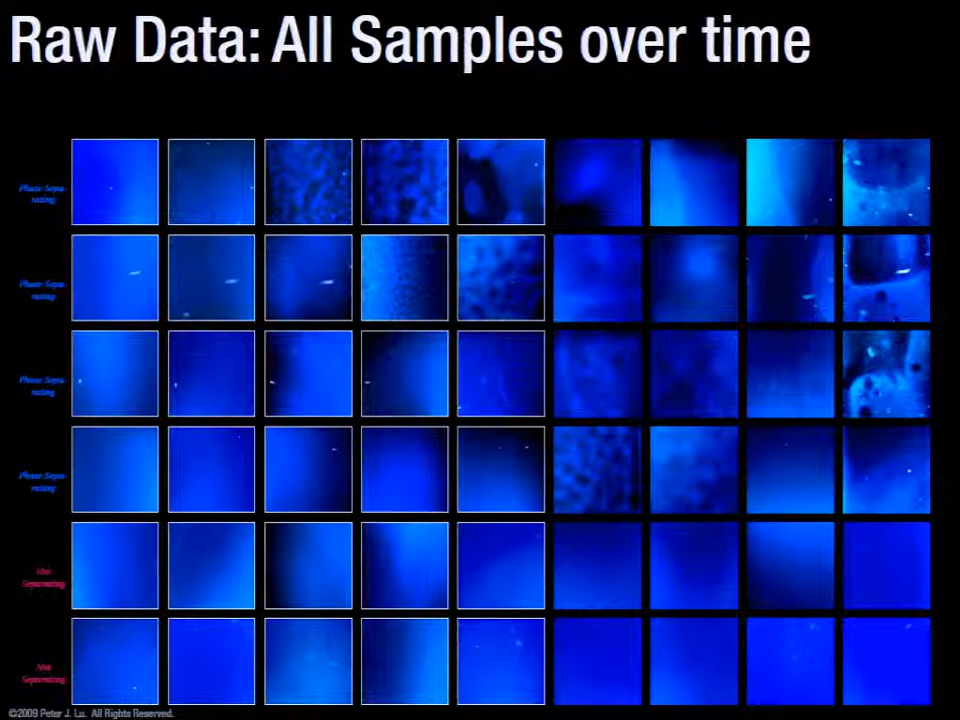 Raw Data: All Samples over time
Phase Sepa-
rating
Phase Sepa-
rating
Phase Sepa-
rating
Phase Sepa-
rating
Not
Separating
Not
Separating
©2009 Peter J. Lu. All Rights Reserved.